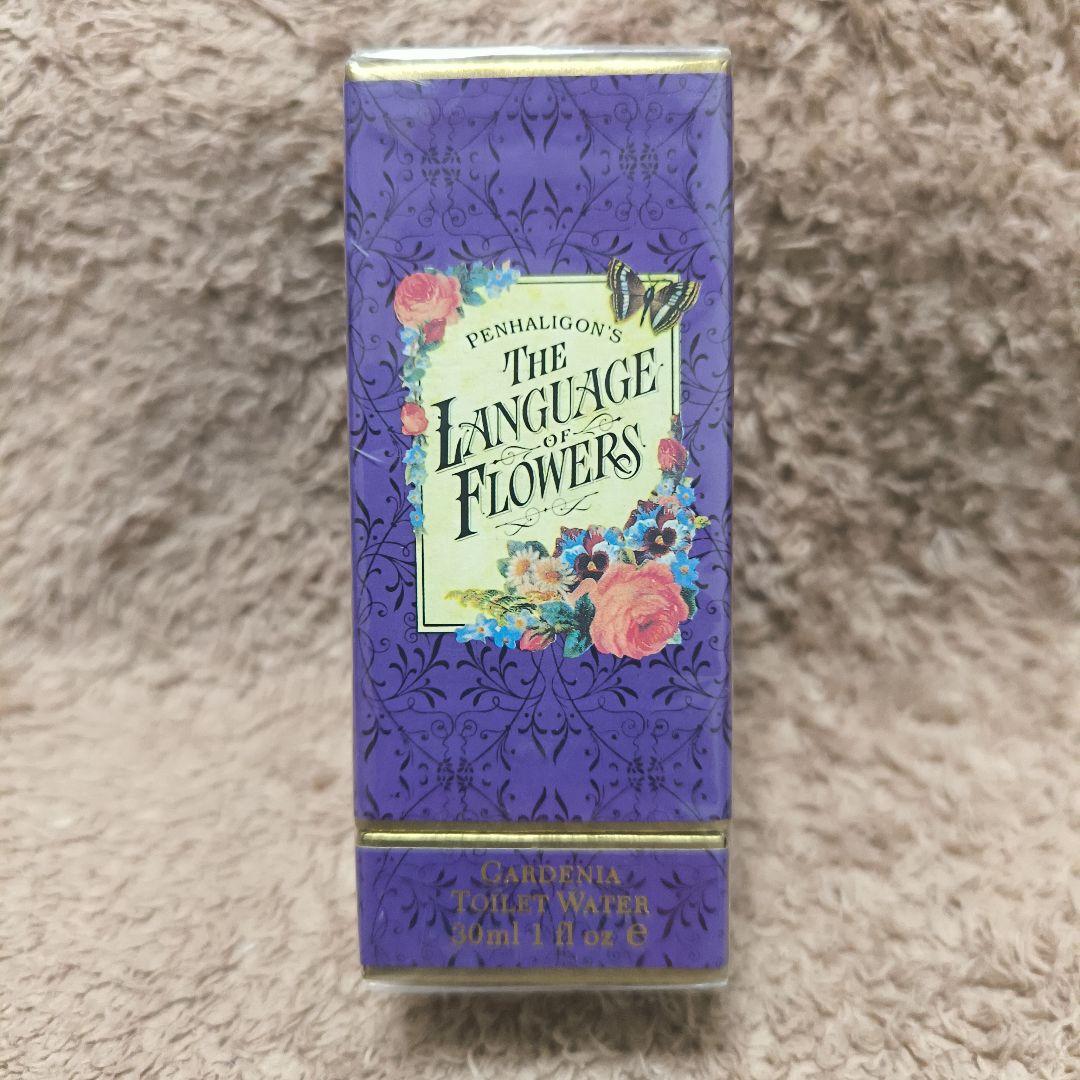 PENHALIGON'S
THE
LANGUAGE
OF
FLOWERS
GARDENIA
TOILET WATER
30ml 1 fl oz ℮